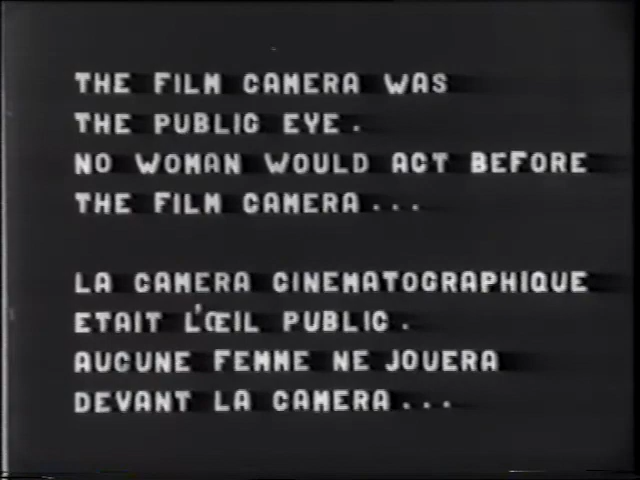 THE FILM CAMERA WAS
THE PUBLIC EYE.
NO WOMAN WOULD ACT BEFORE
THE FILM CAMERA...
LA CAMERA CINEMATOGRAPHIQUE
ETAIT L'ŒIL PUBLIC.
AUCUNE FEMME NE JOUERA
DEVANT LA CAMERA...